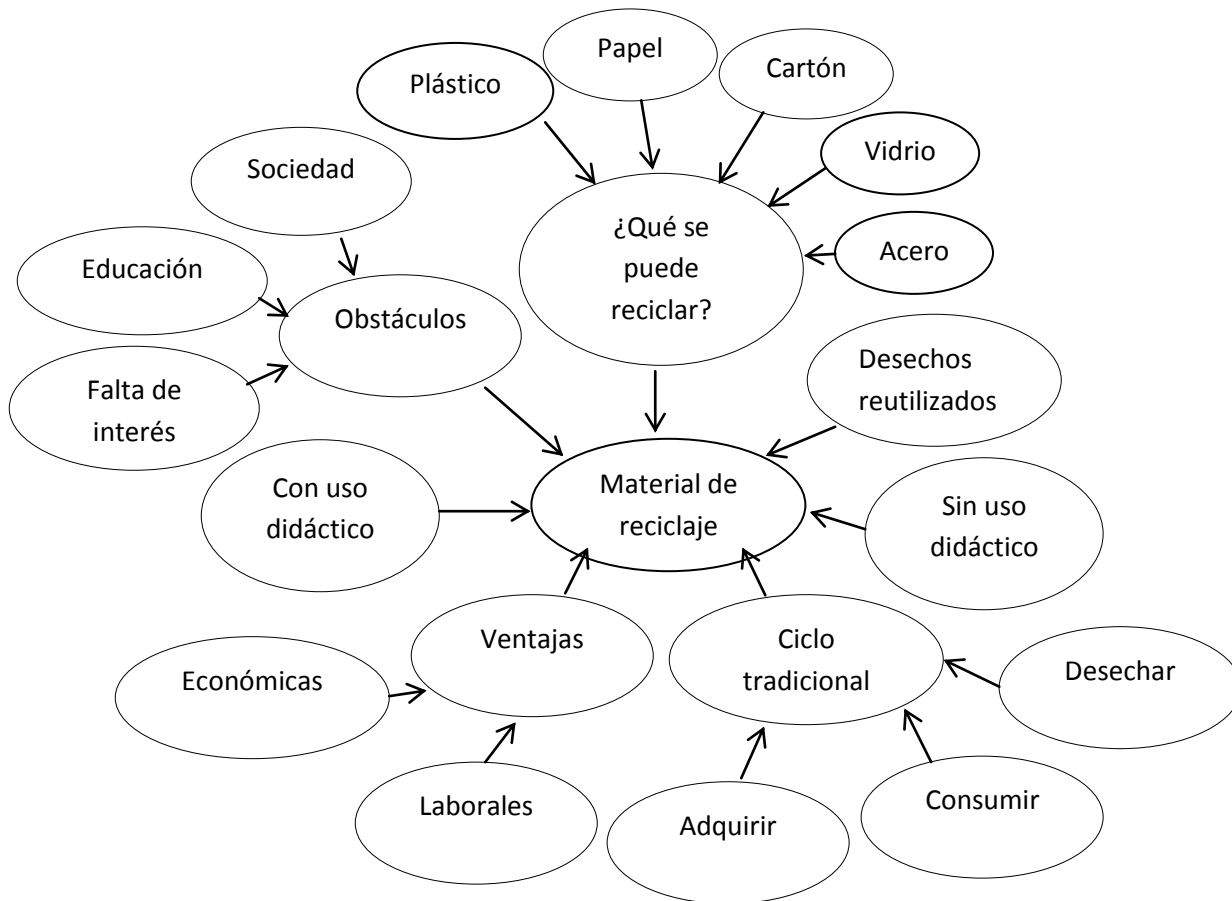 Papel
Cartón
Plástico
Vidrio
Sociedad
¿Qué se
puede
reciclar?
Acero
Educación
Obstáculos
Desechos
reutilizados
Falta de
interés
Con uso
didáctico
Material de
reciclaje
Sin uso
didáctico
Ventajas
Ciclo
tradicional
Económicas
Desechar
Laborales
Adquirir
Consumir